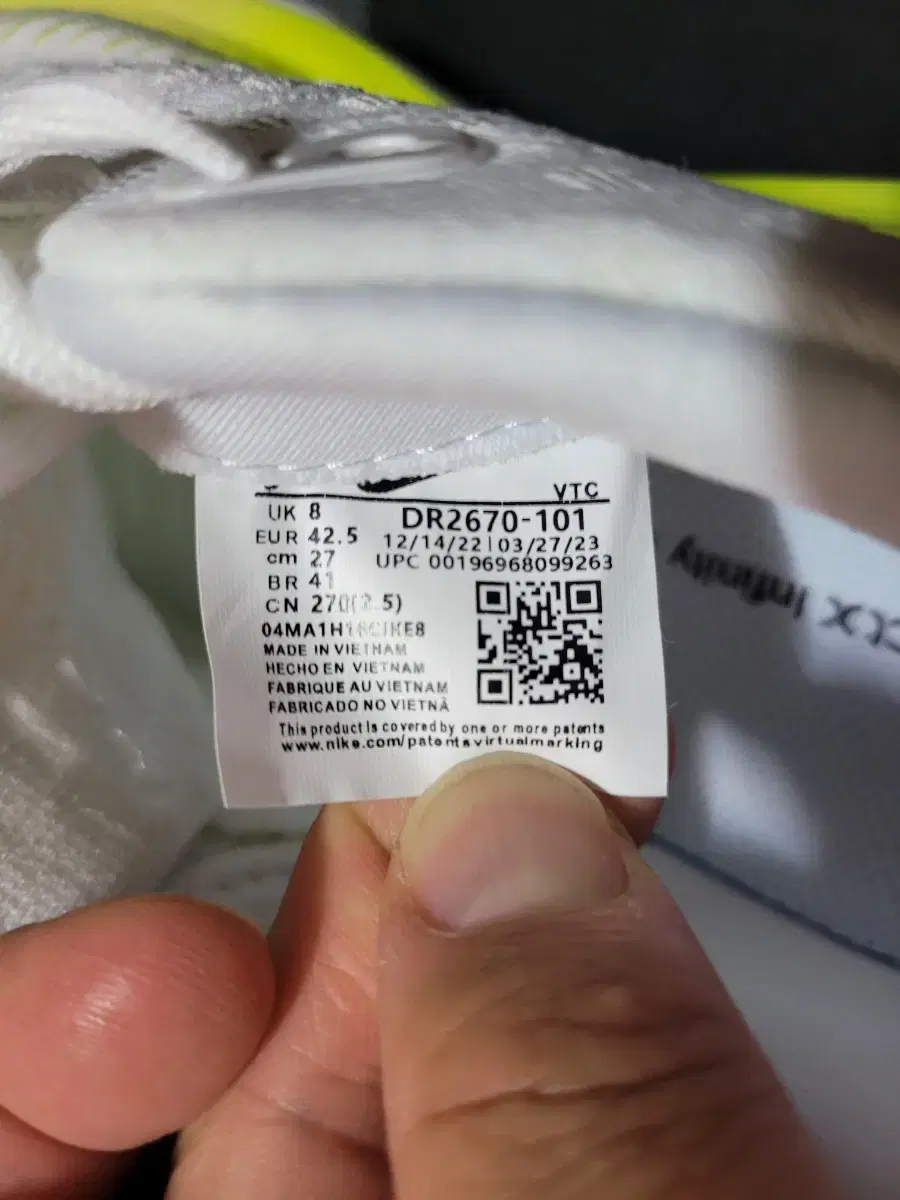 VTC
UK 8
EUR 42.5
cm 27
BR 41
CN
DR2670-101
12/14/22|03/27/23
UPC 00196968099263
MADE IN VIETNAM
HECHO EN VIETNAM
FABRIQUE AU VIETNAM
FABRICADO NO VIETNÃ
This product is covered by one or more patents
www.nike.com/patentsvirtualmarking
Infinity